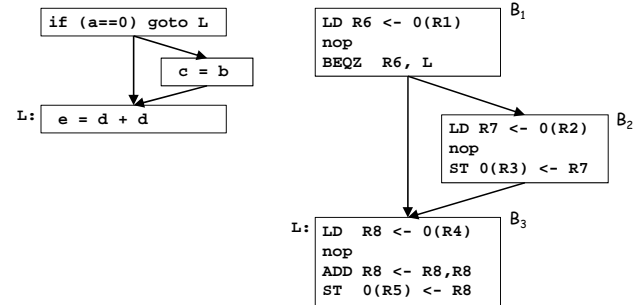 if (a==0) goto L
c = b
L: e = d + d
B1
LD R6 <- 0(R1)
nop
BEQZ R6, L
B2
LD R7 <- 0(R2)
nop
ST 0(R3) <- R7
B3
L: LD R8 <- 0(R4)
nop
ADD R8 <- R8,R8
ST 0(R5) <- R8